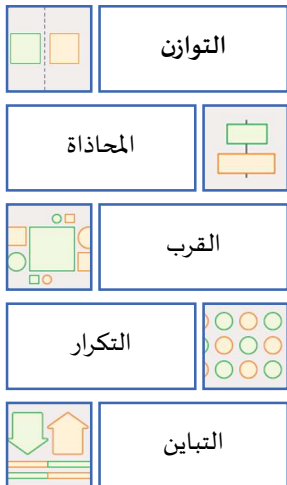 التوازن
المحاذاة
القرب
التكرار
التباين